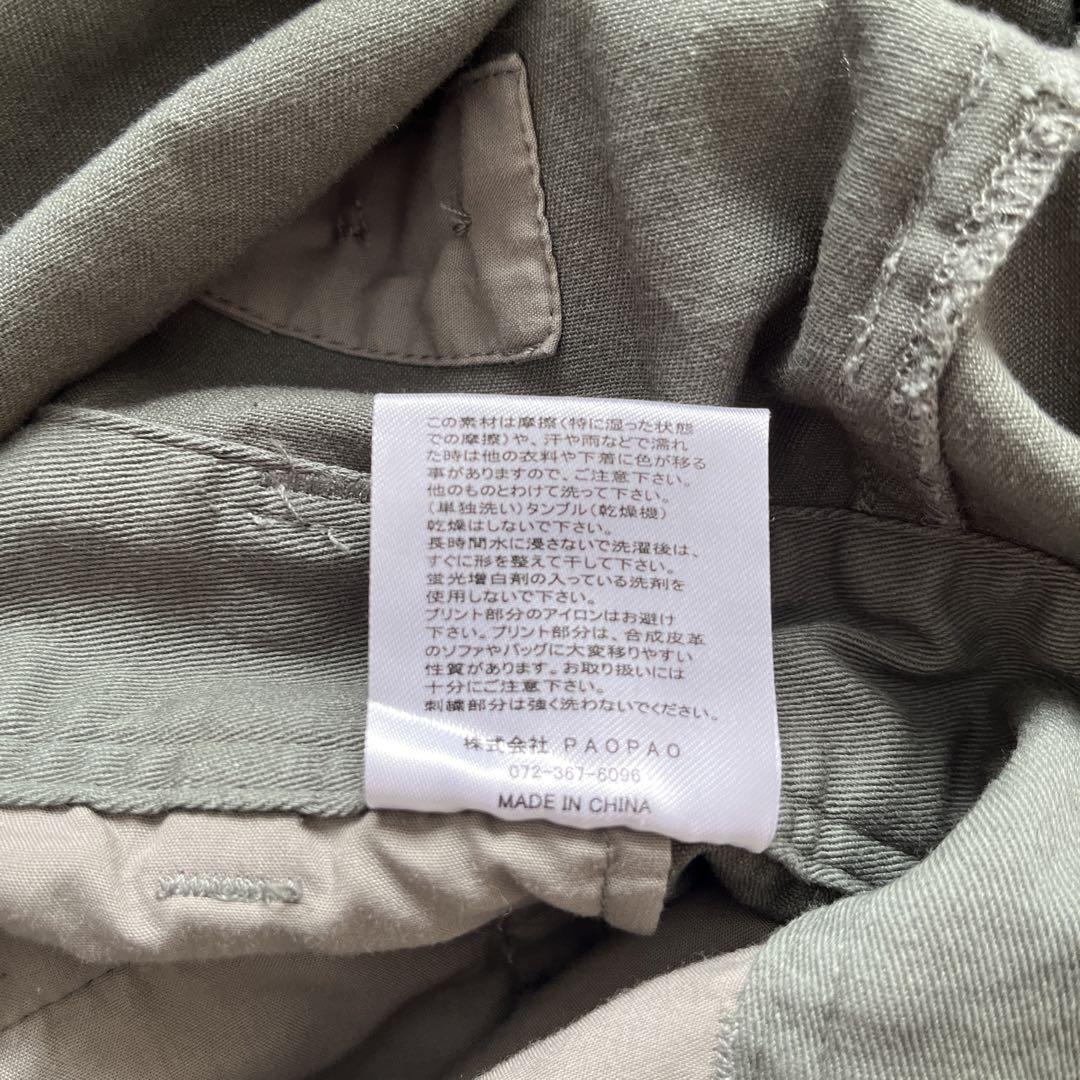 この素材は摩擦(特に湿った状態
での摩擦)や、汗や雨などで濡れ
た時は他の衣料や下着に色が移る
事がありますので、ご注意下さい。
他のものとわけて洗って下さい。
(単独洗い)タンブル(乾燥機)
乾燥はしないで下さい。
長時間水に浸さないで洗濯後は、
すぐに形を整えて干して下さい。
蛍光増白剤の入っている洗剤を
使用しないで下さい。
プリント部分のアイロンはお避け
下さい。プリント部分は、合成皮革
のソファやバッグに大変移りやすい
性質があります。お取り扱いには
十分にご注意下さい。
刺繍部分は強く洗わないでください。
株式会社 PAOPAO
072-367-6096
MADE IN CHINA